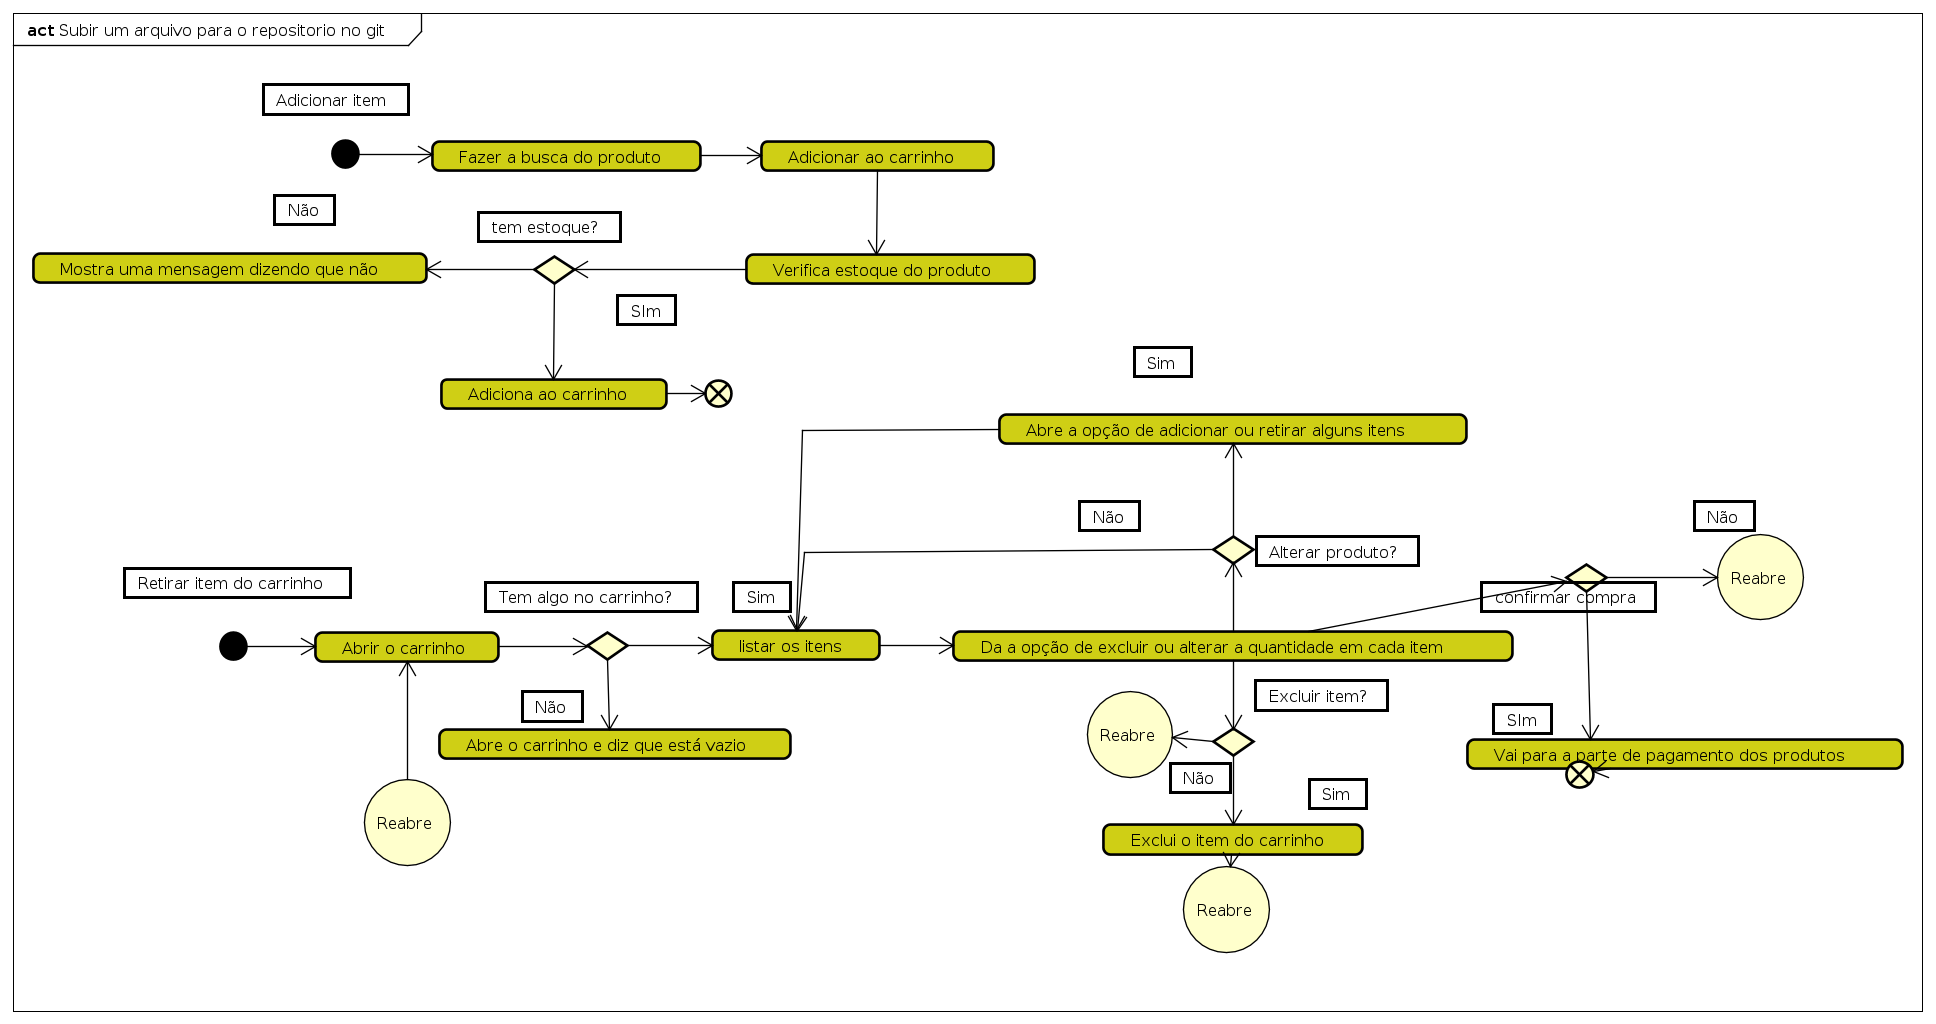 act Subir um arquivo para o repositorio no git
Adicionar item
Fazer a busca do produto
Adicionar ao carrinho
Não
tem estoque?
Mostra uma mensagem dizendo que não
Verifica estoque do produto
SIm
Sim
Adiciona ao carrinho
Abre a opção de adicionar ou retirar alguns itens
Não
Não
Alterar produto?
Retirar item do carrinho
Tem algo no carrinho?
Sim
Reabre
confirmar compra
Abrir o carrinho
listar os itens
Da a opção de excluir ou alterar a quantidade em cada item
Não
Excluir item?
SIm
Reabre
Abre o carrinho e diz que está vazio
Vai para a parte de pagamento dos produtos
Não
Sim
Reabre
Exclui o item do carrinho
Reabre